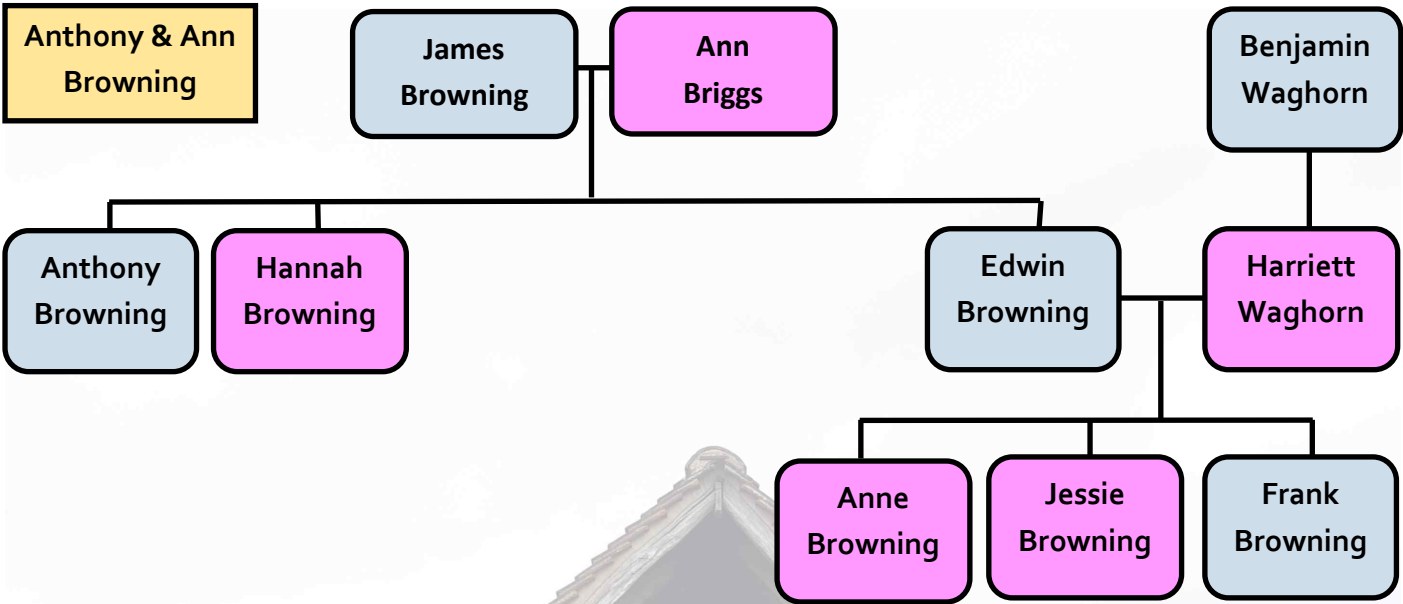 Anthony & Ann
Browning
James
Browning
Ann
Briggs
Benjamin
Waghorn
Anthony
Browning
Hannah
Browning
Edwin
Browning
Harriett
Waghorn
Anne
Browning
Jessie
Browning
Frank
Browning